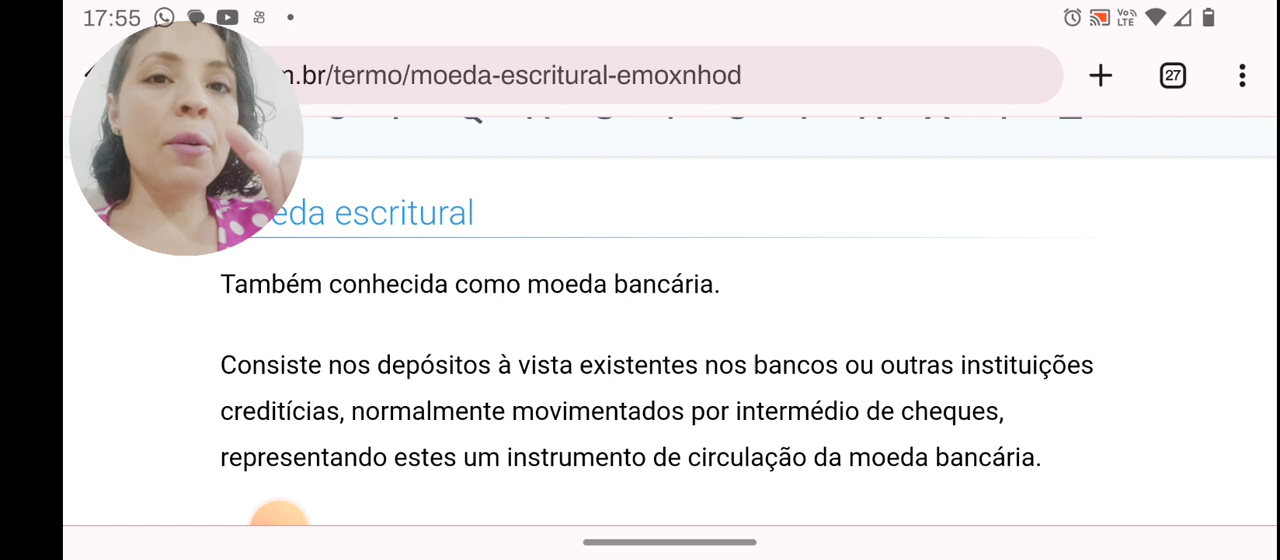 17:55
VoLTE
n.br/termo/moeda-escritural-emoxnhod
27
eda escritural
Também conhecida como moeda bancária.
Consiste nos depósitos à vista existentes nos bancos ou outras instituições
creditícias, normalmente movimentados por intermédio de cheques,
representando estes um instrumento de circulação da moeda bancária.